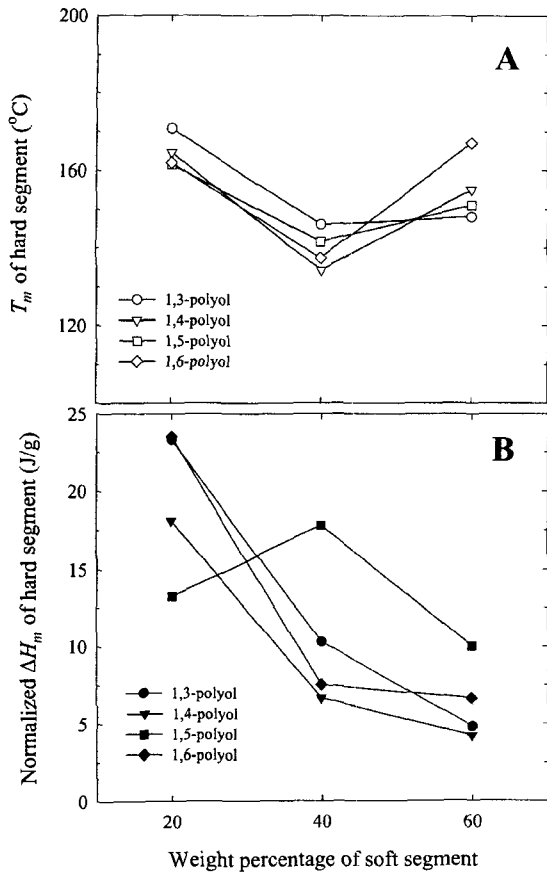 200
A
160
120
T_m of hard segment (°C)
1,3-polyol
1,4-polyol
1,5-polyol
1,6-polyol
25
B
20
15
10
5
0
Normalized ΔH_m of hard segment (J/g)
1,3-polyol
1,4-polyol
1,5-polyol
1,6-polyol
20
40
60
Weight percentage of soft segment